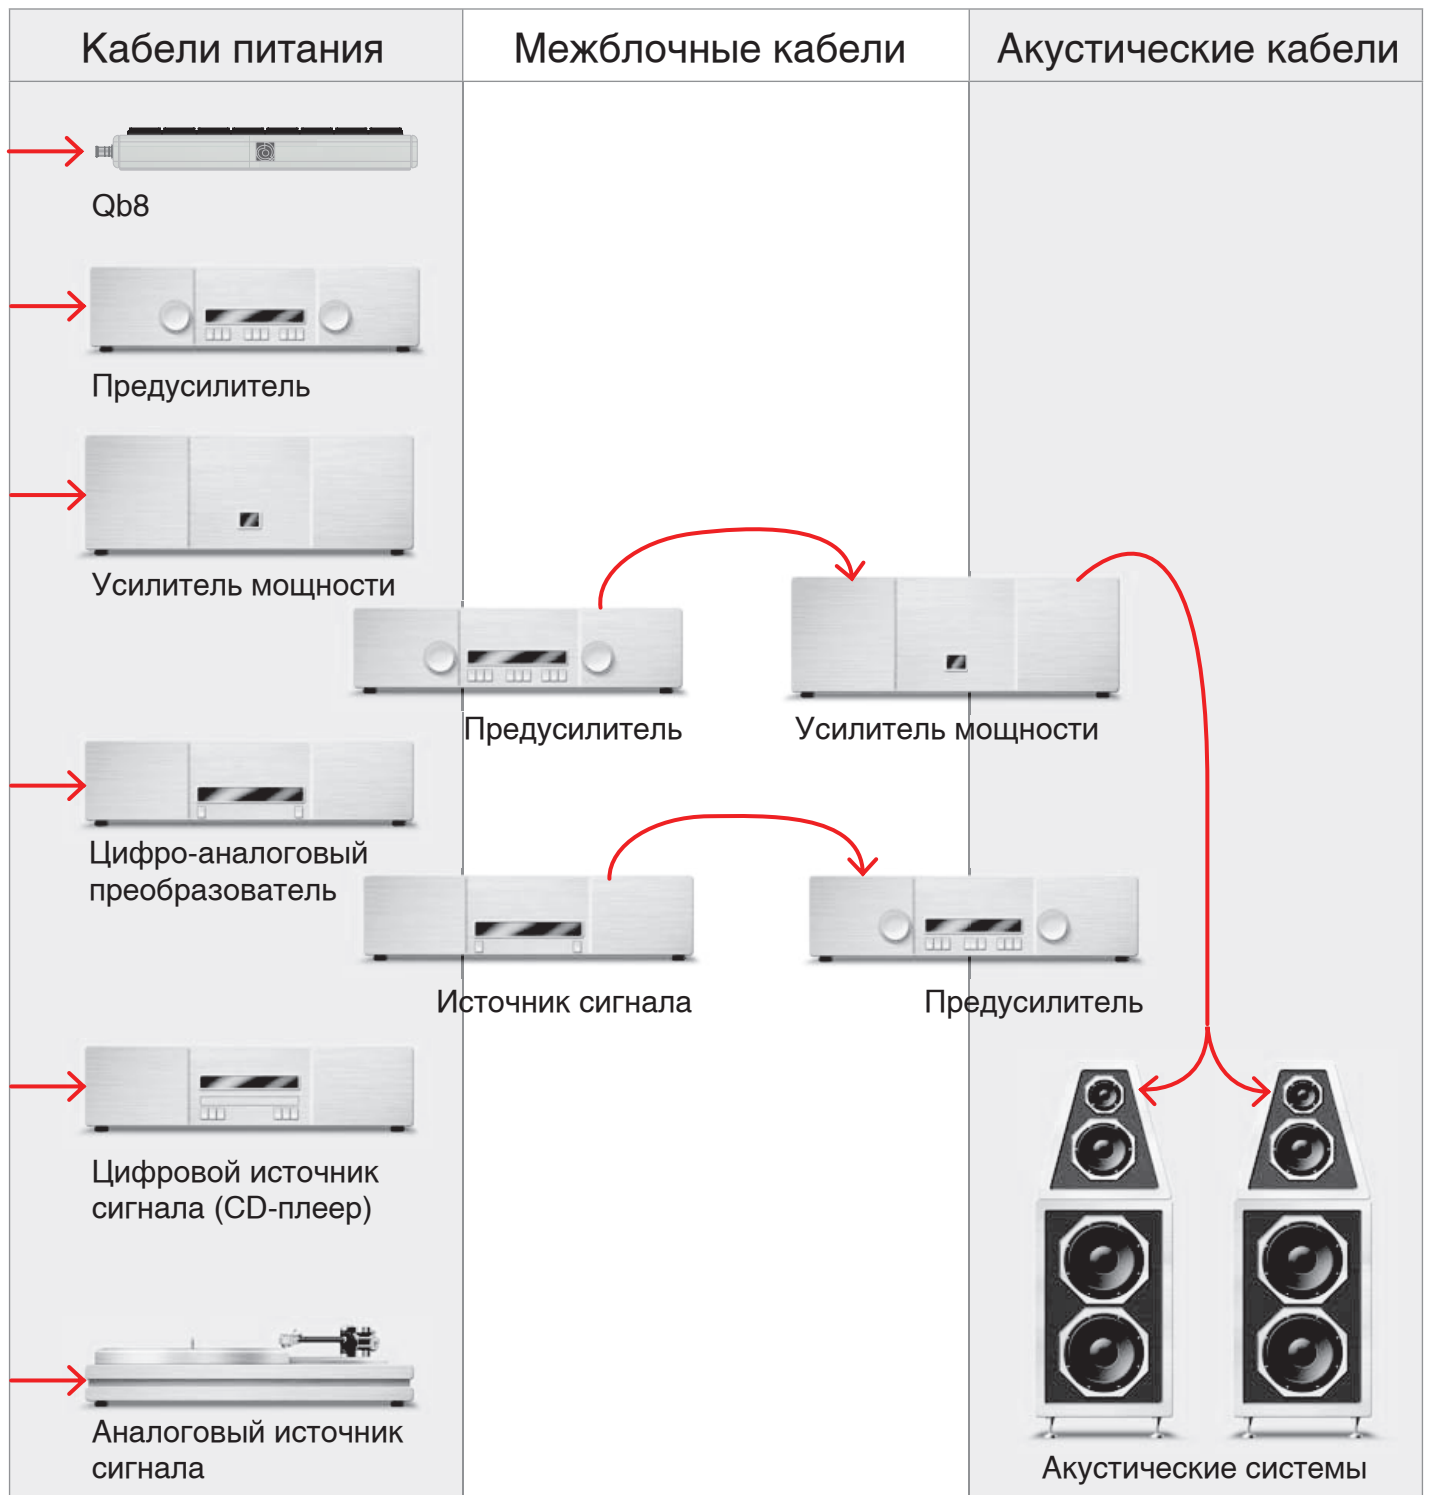 Кабели питания
Межблочные кабели
Акустические кабели
Qb8
Предусилитель
Усилитель мощности
Предусилитель
Усилитель мощности
Цифро-аналоговый
преобразователь
Источник сигнала
Предусилитель
Цифровой источник
сигнала (CD-плеер)
Аналоговый источник
сигнала
Акустические системы